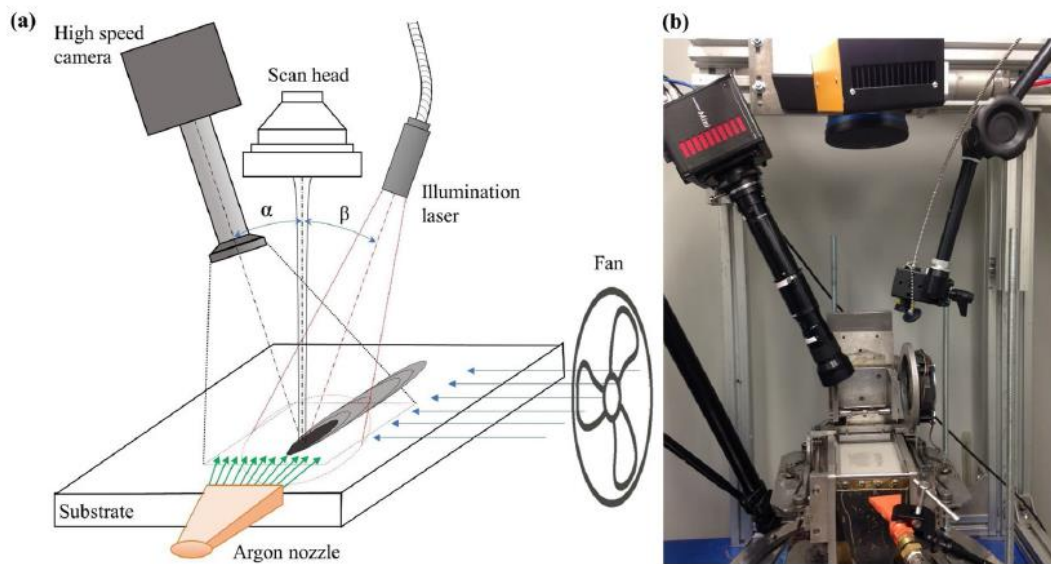 (a)
High speed
camera
Scan head
α
β
Illumination
laser
Fan
Substrate
Argon nozzle
(b)